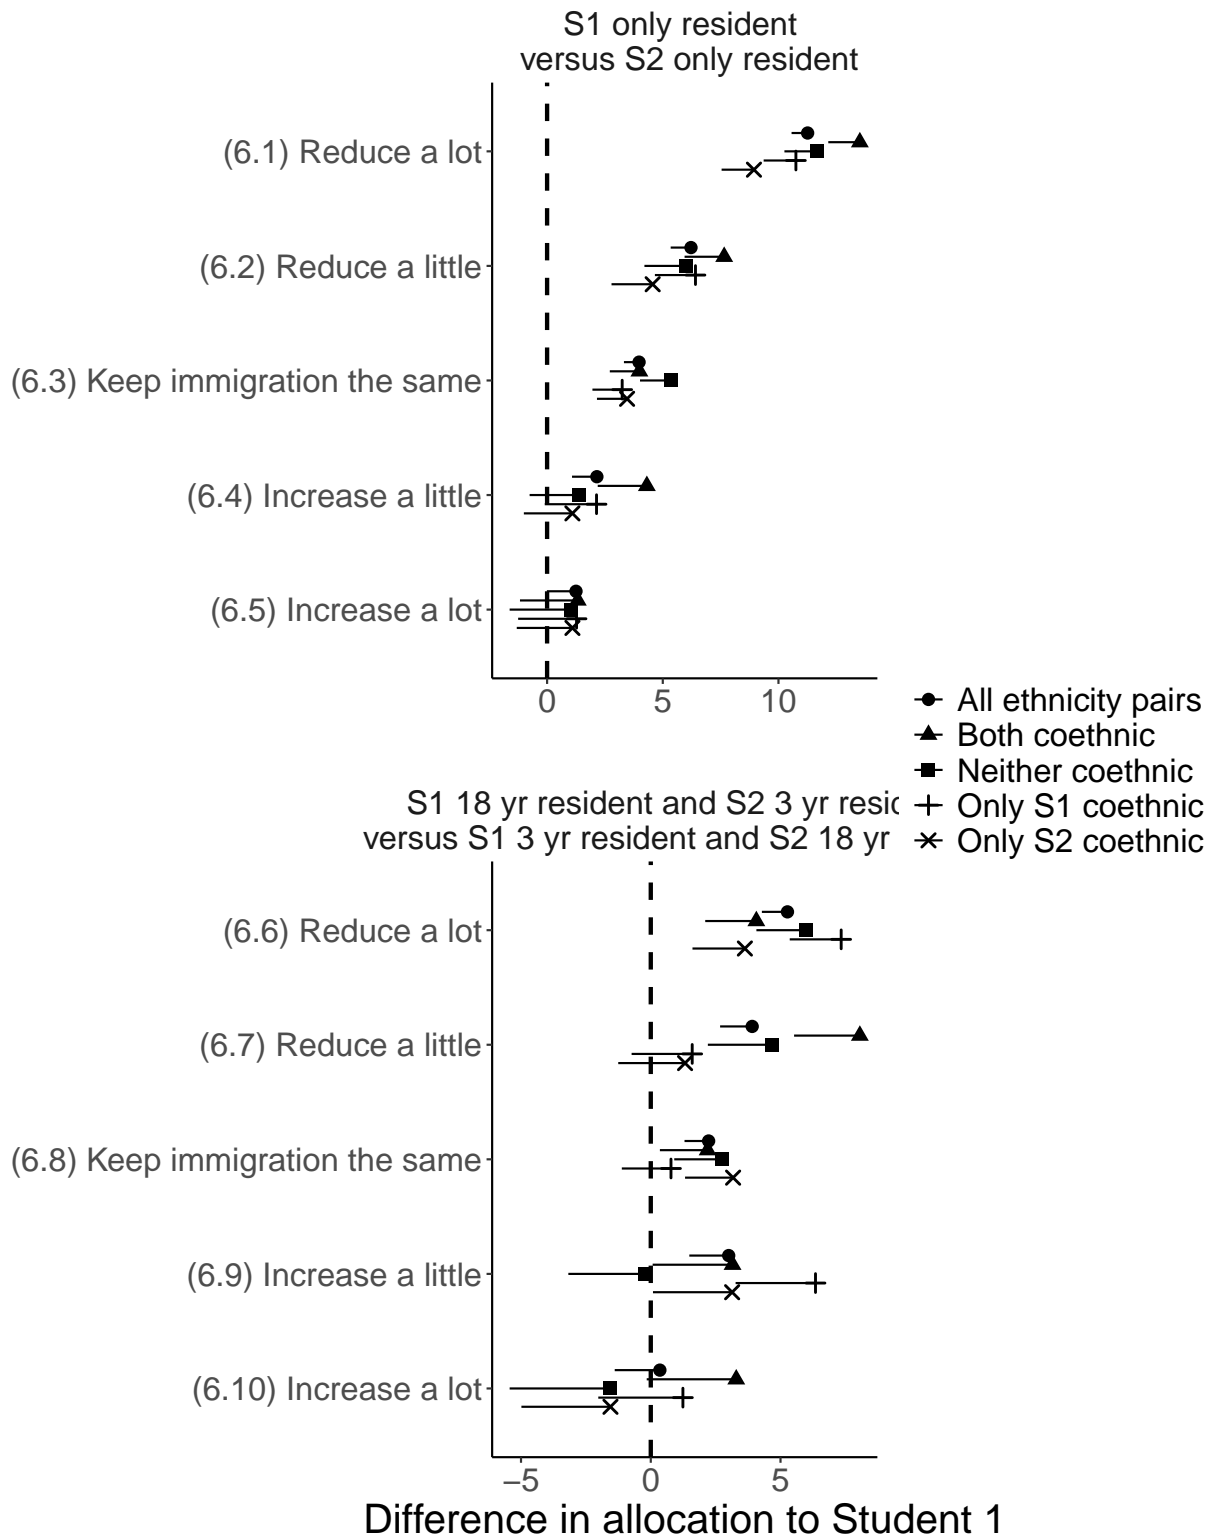 S1 only resident
versus S2 only resident
(6.1) Reduce a lot
(6.2) Reduce a little
(6.3) Keep immigration the same
(6.4) Increase a little
(6.5) Increase a lot
0 5 10
All ethnicity pairs
Both coethnic
Neither coethnic
Only S1 coethnic
Only S2 coethnic
S1 18 yr resident and S2 3 yr
versus S1 3 yr resident and S2 18 yr
(6.6) Reduce a lot
(6.7) Reduce a little
(6.8) Keep immigration the same
(6.9) Increase a little
(6.10) Increase a lot
−5 0 5
Difference in allocation to Student 1